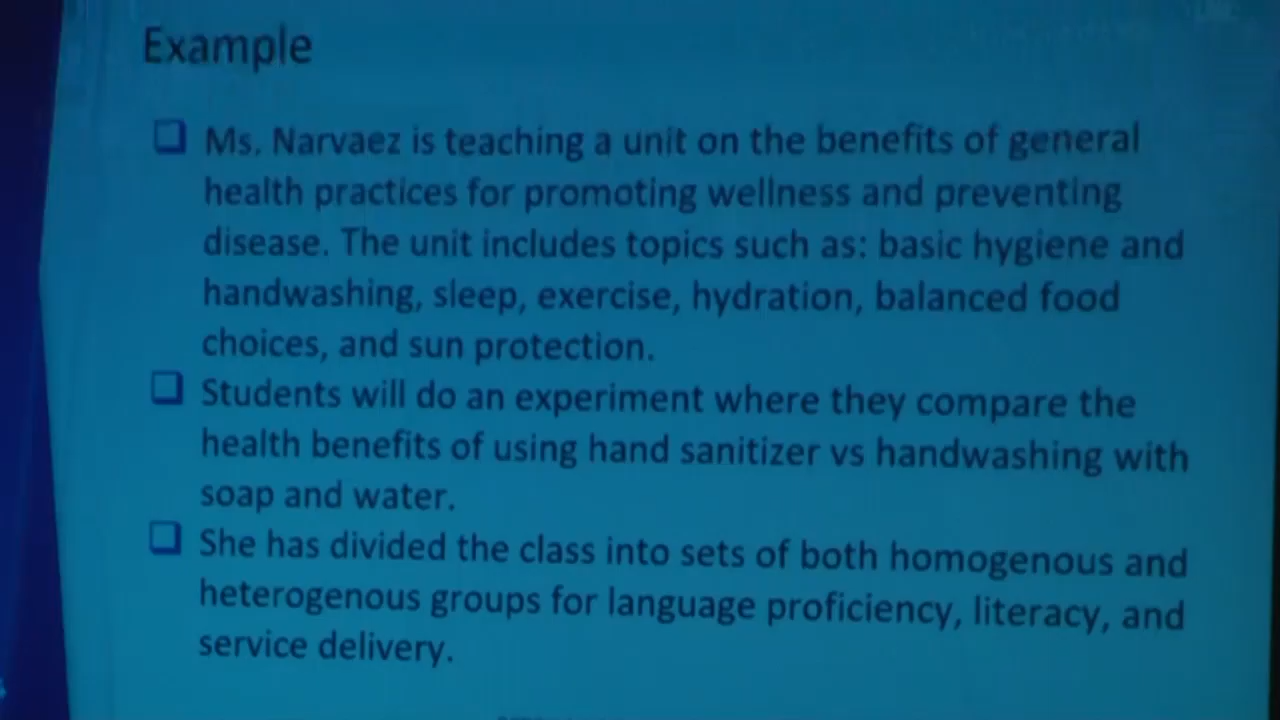 Example
❑ Ms. Narvaez is teaching a unit on the benefits of general
health practices for promoting wellness and preventing
disease. The unit includes topics such as: basic hygiene and
handwashing, sleep, exercise, hydration, balanced food
choices, and sun protection.
❑ Students will do an experiment where they compare the
health benefits of using hand sanitizer vs handwashing with
soap and water.
❑ She has divided the class into sets of both homogenous and
heterogenous groups for language proficiency, literacy, and
service delivery.